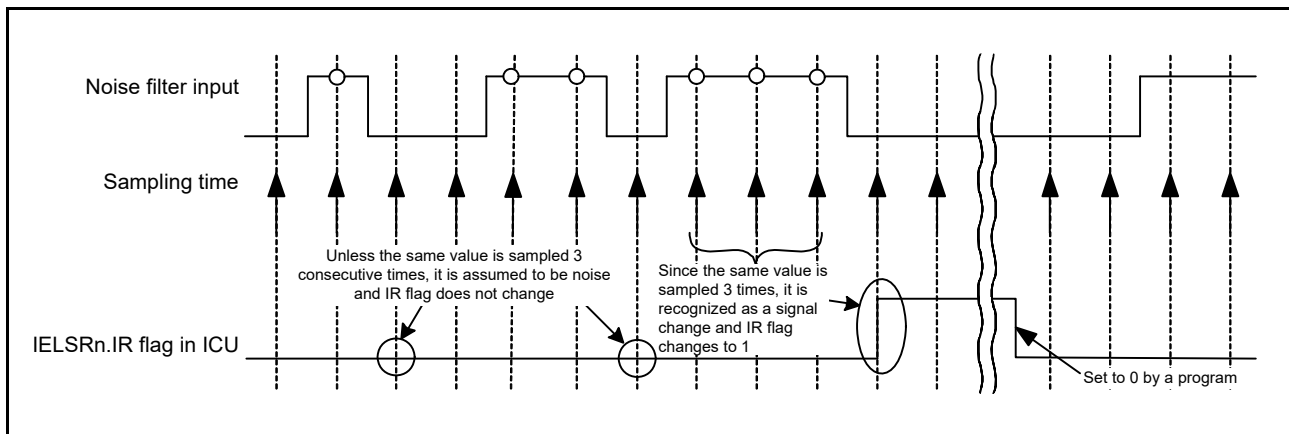 Noise filter input
Sampling time
Unless the same value is sampled 3
consecutive times, it is assumed to be noise
and IR flag does not change
Since the same value is
sampled 3 times, it is
recognized as a signal
change and IR flag
changes to 1
IELSRn.IR flag in ICU
Set to 0 by a program